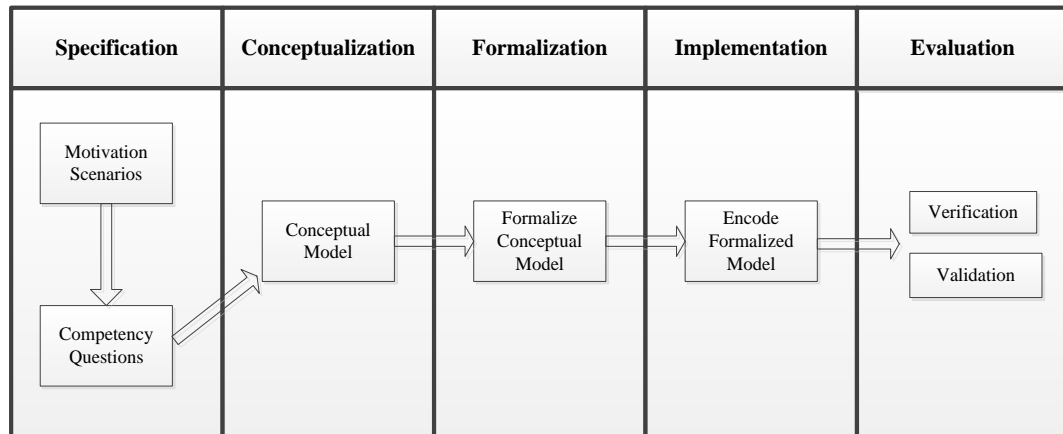 Specification
Conceptualization
Formalization
Implementation
Evaluation
Motivation
Scenarios
Competency
Questions
Conceptual
Model
Formalize
Conceptual
Model
Encode
Formalized
Model
Verification
Validation